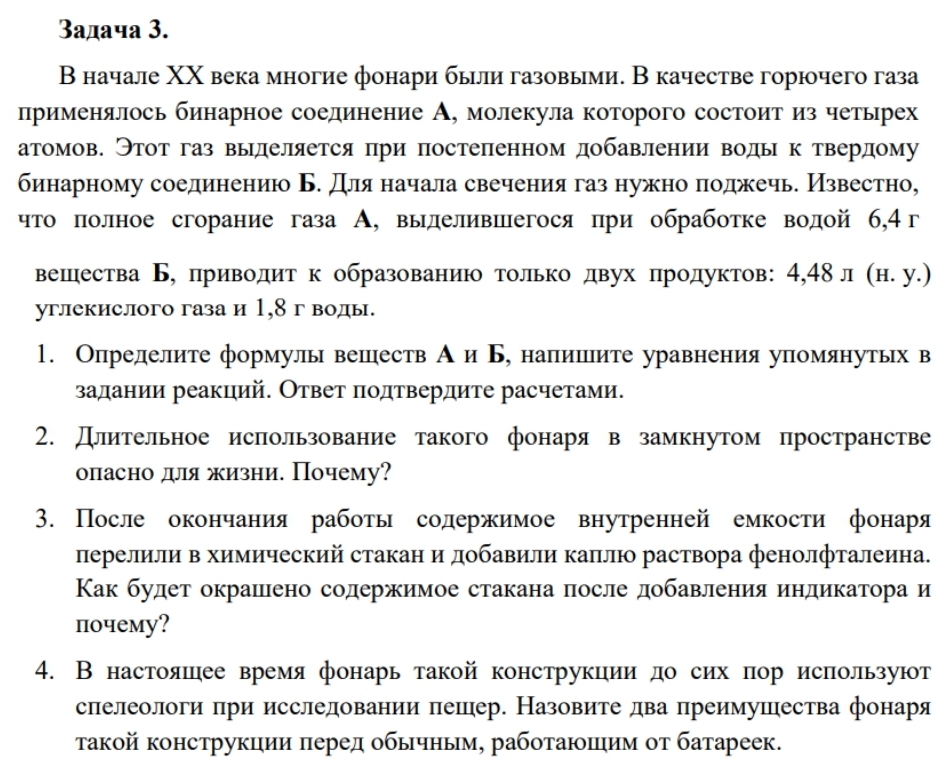 Задача 3.
В начале XX века многие фонари были газовыми. В качестве горючего газа
применялось бинарное соединение А, молекула которого состоит из четырех
атомов. Этот газ выделяется при постепенном добавлении воды к твердому
бинарному соединению Б. Для начала свечения газ нужно поджечь. Известно,
что полное сгорание газа А, выделившегося при обработке водой 6,4 г
вещества Б, приводит к образованию только двух продуктов: 4,48 л (н. у.)
углекислого газа и 1,8 г воды.
1. Определите формулы веществ А и Б, напишите уравнения упомянутых в
задании реакций. Ответ подтвердите расчетами.
2. Длительное использование такого фонаря в замкнутом пространстве
опасно для жизни. Почему?
3. После окончания работы содержимое внутренней емкости фонаря
перелили в химический стакан и добавили каплю раствора фенолфталеина.
Как будет окрашено содержимое стакана после добавления индикатора и
почему?
4. В настоящее время фонарь такой конструкции до сих пор используют
спелеологи при исследовании пещер. Назовите два преимущества фонаря
такой конструкции перед обычным, работающим от батареек.